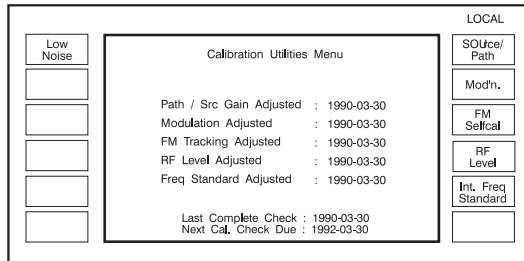 LOCAL
Low
Noise
Calibration Utilities Menu
SOUrce/
Path
Mod'n.
Path / Src Gain Adjusted : 1990-03-30
Modulation Adjusted : 1990-03-30
FM Tracking Adjusted : 1990-03-30
RF Level Adjusted : 1990-03-30
Freq Standard Adjusted : 1990-03-30
FM
Selfcal
RF
Level
Int. Freq
Standard
Last Complete Check : 1990-03-30
Next Cal. Check Due : 1992-03-30